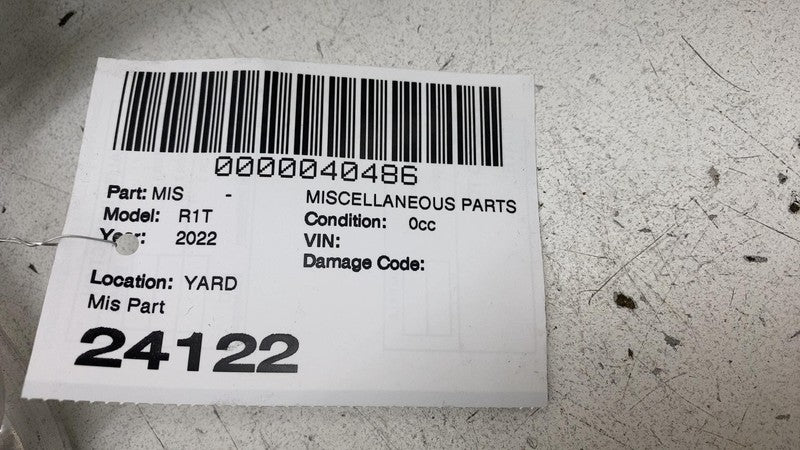 0000040486
Part: MIS - MISCELLANEOUS PARTS
Model: R1T Condition: 0cc
Year: 2022 VIN:
Damage Code:
Location: YARD
Mis Part
24122